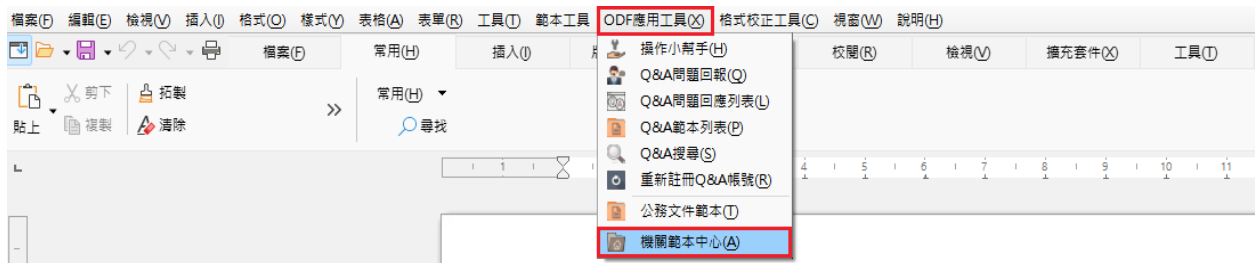 檔案(F) 編輯(E) 檢視(V) 插入(I) 格式(O) 樣式(Y) 表格(A) 表單(R) 工具(T) 範本工具 ODF應用工具(X) 格式校正工具(C) 視窗(W) 說明(H)
檔案(F) 常用(H) 插入(I) 校閱(R) 檢視(V) 擴充套件(X) 工具(T)
剪下 拓製 常用(H)
貼上 複製 清除 尋找
操作小幫手(H)
Q&A問題回報(Q)
Q&A問題回應列表(L)
Q&A範本列表(P)
Q&A搜尋(S)
重新註冊Q&A帳號(R)
公務文件範本(T)
機關範本中心(A)
1 1 4 5 6 7 8 9 10 11